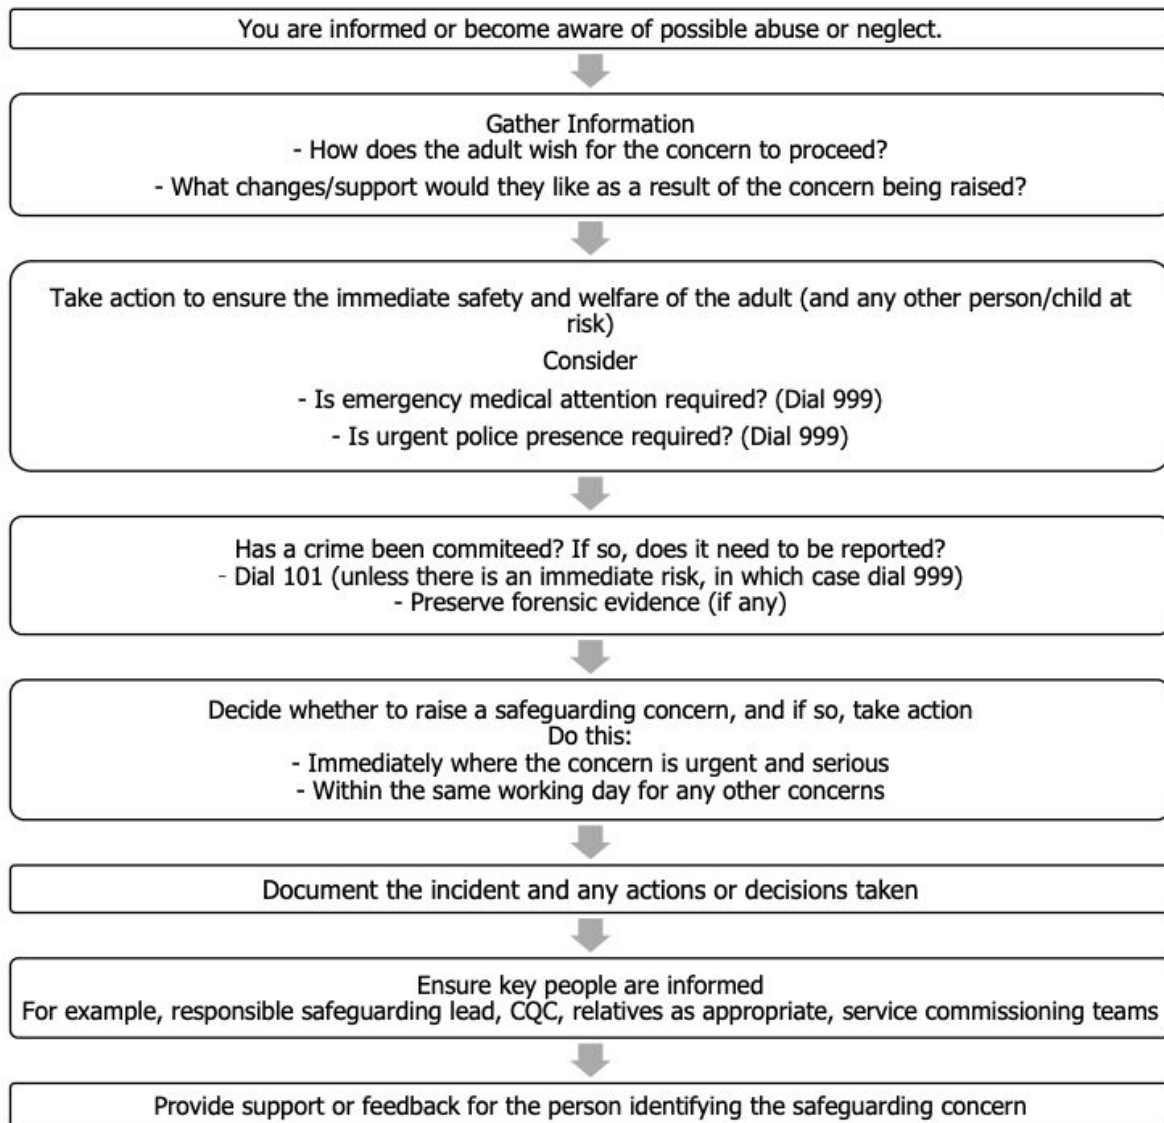 You are informed or become aware of possible abuse or neglect.
Gather Information
- How does the adult wish for the concern to proceed?
- What changes/support would they like as a result of the concern being raised?
Take action to ensure the immediate safety and welfare of the adult (and any other person/child at
risk)
Consider
- Is emergency medical attention required? (Dial 999)
- Is urgent police presence required? (Dial 999)
Has a crime been commiteed? If so, does it need to be reported?
- Dial 101 (unless there is an immediate risk, in which case dial 999)
- Preserve forensic evidence (if any)
Decide whether to raise a safeguarding concern, and if so, take action
Do this:
- Immediately where the concern is urgent and serious
- Within the same working day for any other concerns
Document the incident and any actions or decisions taken
Ensure key people are informed
For example, responsible safeguarding lead, CQC, relatives as appropriate, service commissioning teams
Provide support or feedback for the person identifying the safeguarding concern